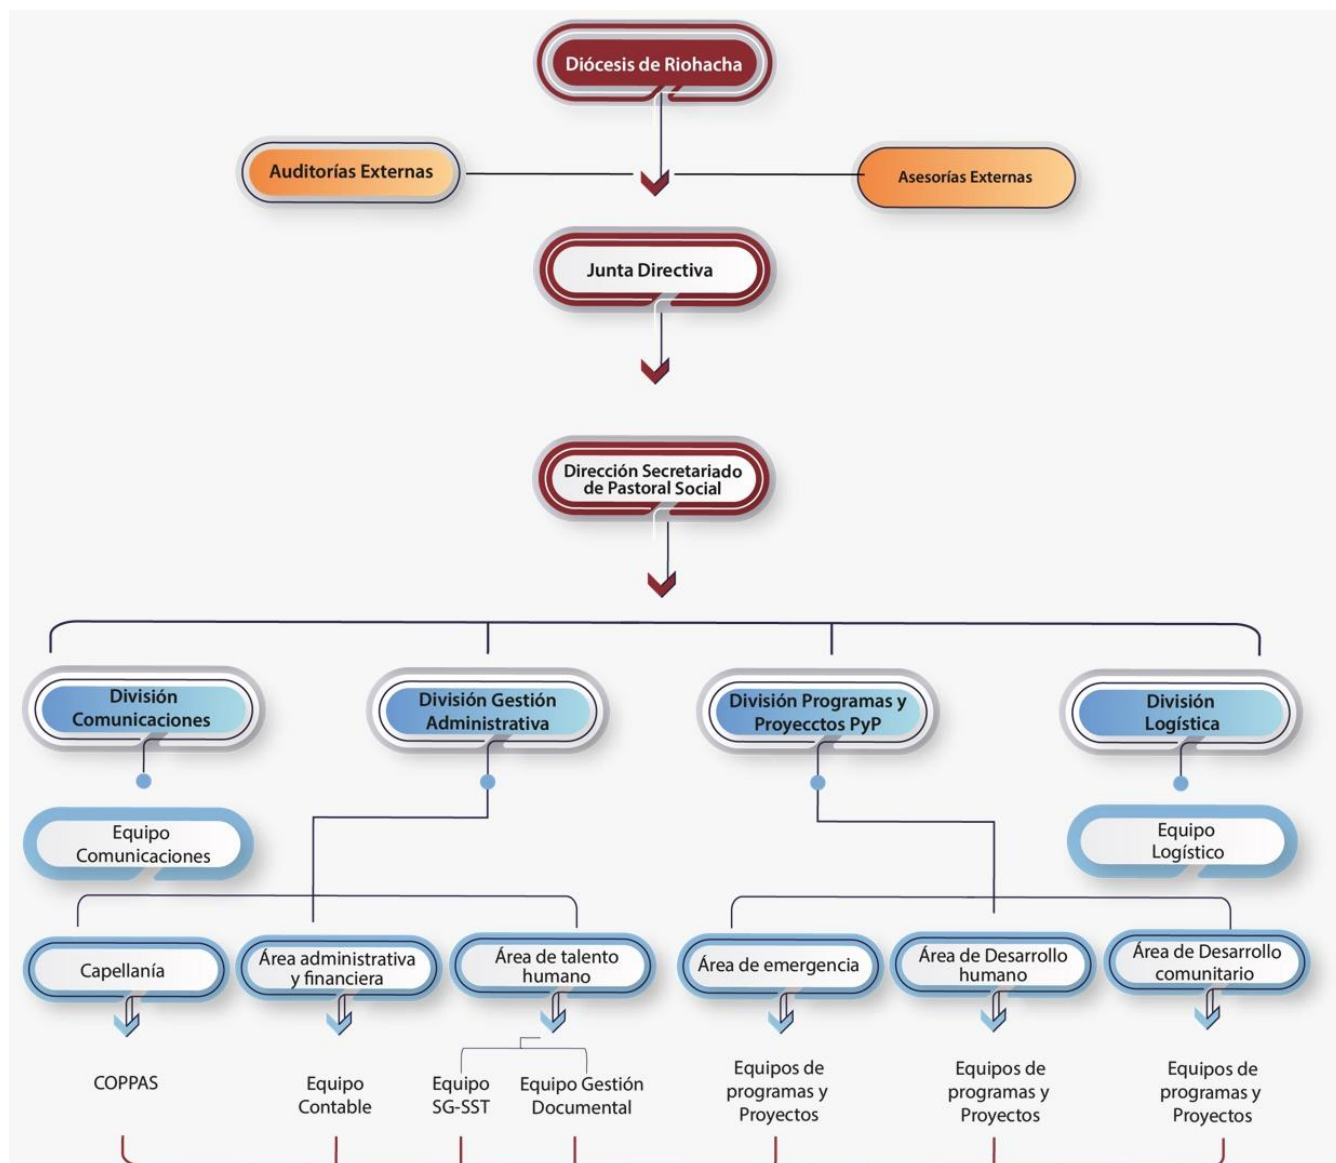 Diócesis de Riohacha
Auditorías Externas
Asesorías Externas
Junta Directiva
Dirección Secretariado
de Pastoral Social
División
Comunicaciones
División Gestión
Administrativa
División Programas y
Proyecctos PyP
División
Logística
Equipo
Comunicaciones
Equipo
Logístico
Capellanía
Área administrativa
y financiera
Área de talento
humano
Área de emergencia
Área de Desarrollo
humano
Área de Desarrollo
comunitario
COPPAS
Equipo
Contable
Equipo
SG-SST
Equipo Gestión
Documental
Equipos de
programas y
Proyectos
Equipos de
programas y
Proyectos
Equipos de
programas y
Proyectos